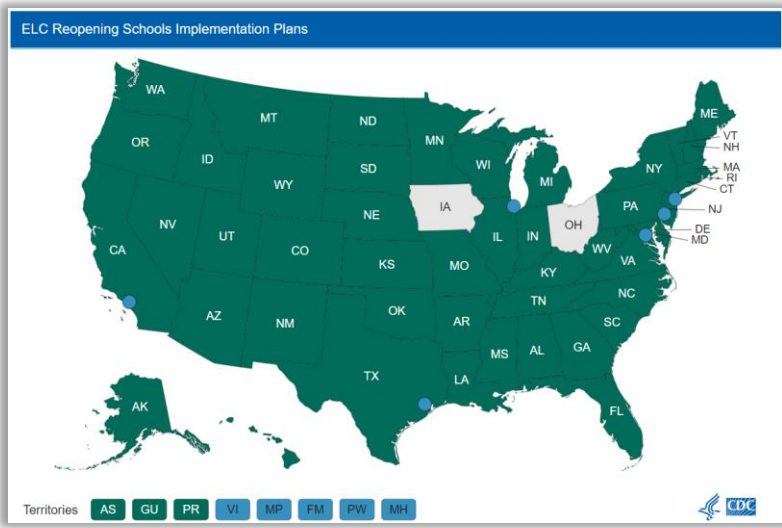 ELC Reopening Schools Implementation Plans
WA
MT
ND
MN
ME
VT
NH
OR
ID
SD
WI
MI
NY
MA
RI
CT
WY
IA
PA
NJ
NE
OH
NV
UT
CO
IL
IN
WV
DE
MD
CA
KS
MO
KY
VA
OK
TN
NC
AZ
NM
AR
SC
MS
AL
GA
TX
LA
AK
FL
Territories AS GU PR VI MP FM PW MH
CDC